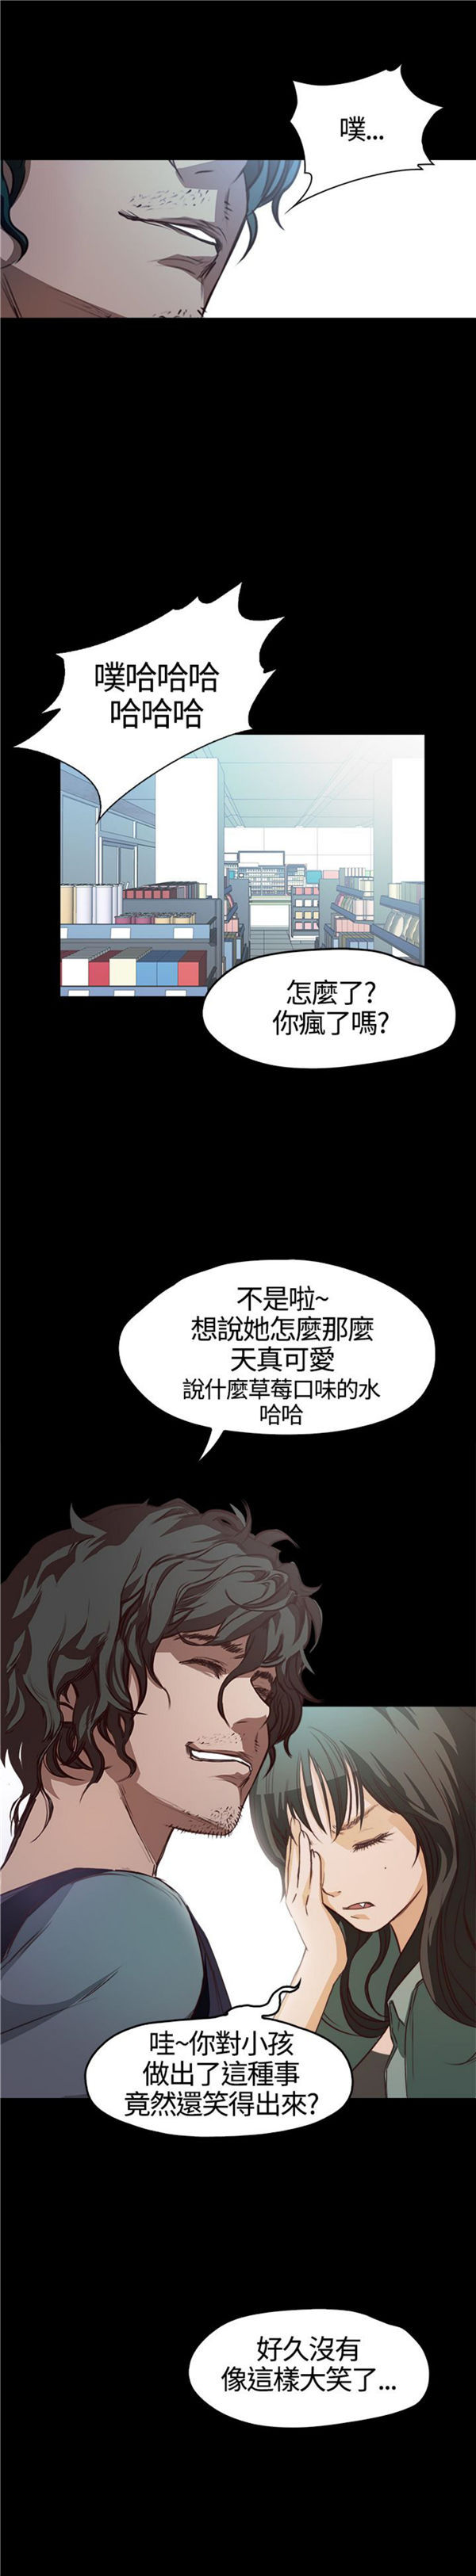 噗...
噗哈哈哈
哈哈哈
怎麼了?
你瘋了嗎?
不是啦~
想說她怎麼那麼
天真可愛
說什麼草莓口味的水
哈哈
哇~你對小孩
做出了這種事
竟然還笑得出來?
好久沒有
像這樣大笑了...